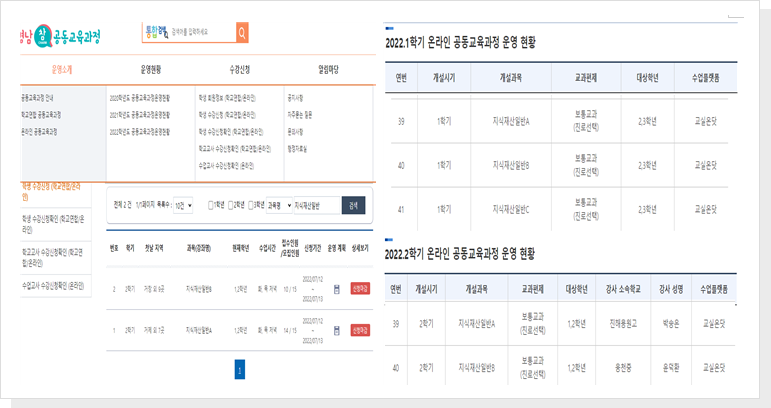 경남 참 공동교육과정
통합검색 검색어를 입력하세요
운영소개 운영현황 수강신청 알림마당
공동교육과정 안내 2020학년도 공동교육과정운영현황 학생 회원정보 (학교연합/온라인) 공지사항
학교연합 공동교육과정 2021학년도 공동교육과정운영현황 학생 수강신청 (학교연합/온라인) 자주묻는 질문
온라인 공동교육과정 2022학년도 공동교육과정운영현황 학생 수강신청확인 (학교연합/온라인) 문의사항
학교교사 수강신청확인 (학교연합/온라인) 행정자료실
수업교사 수강신청확인 (온라인)
학생 수강신청 (학교연합/온라인)
학생 수강신청확인 (학교연합/온라인)
학교교사 수강신청확인 (학교연합/온라인)
수업교사 수강신청확인 (온라인)
전체 2 건 1/1페이지 목록수: 10건 1학년 2학년 3학년 과목명 지식재산일반 검색
번호 학기 첫날 지역 과목(강좌명) 현재학년 수업시간 접수인원/모집인원 신청기간 운영 계획 상세보기
2 2학기 거창 외 6곳 지식재산일반B 1,2학년 화, 목 저녁 10 / 15 2022/07/12 ~ 2022/07/13 신청마감
1 2학기 거제 외 7곳 지식재산일반A 1,2학년 화, 목 저녁 14 / 15 2022/07/12 ~ 2022/07/13 신청마감
1
2022.1학기 온라인 공동교육과정 운영 현황
연번 개설시기 개설과목 교과편제 대상학년 수업플랫폼
39 1학기 지식재산일반A 보통교과 (진로선택) 2,3학년 교실온닷
40 1학기 지식재산일반B 보통교과 (진로선택) 2,3학년 교실온닷
41 1학기 지식재산일반C 보통교과 (진로선택) 2,3학년 교실온닷
2022.2학기 온라인 공동교육과정 운영 현황
연번 개설시기 개설과목 교과편제 대상학년 강사 소속학교 강사 성명 수업플랫폼
39 2학기 지식재산일반A 보통교과 (진로선택) 1,2학년 진해용원고 박승은 교실온닷
40 2학기 지식재산일반B 보통교과 (진로선택) 1,2학년 웅천중 윤덕환 교실온닷